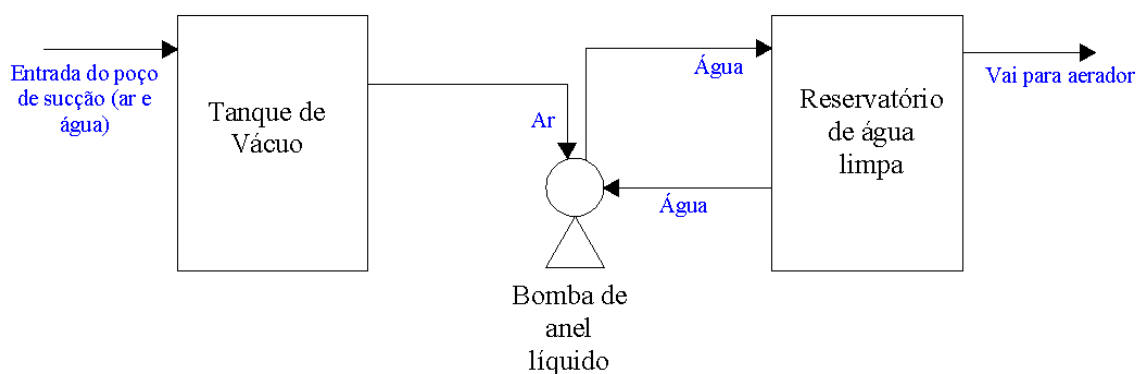 Entrada do poço
de sucção (ar e
água)
Tanque de
Vácuo
Ar
Água
Água
Bomba de
anel
líquido
Reservatório
de água
limpa
Vai para aerador